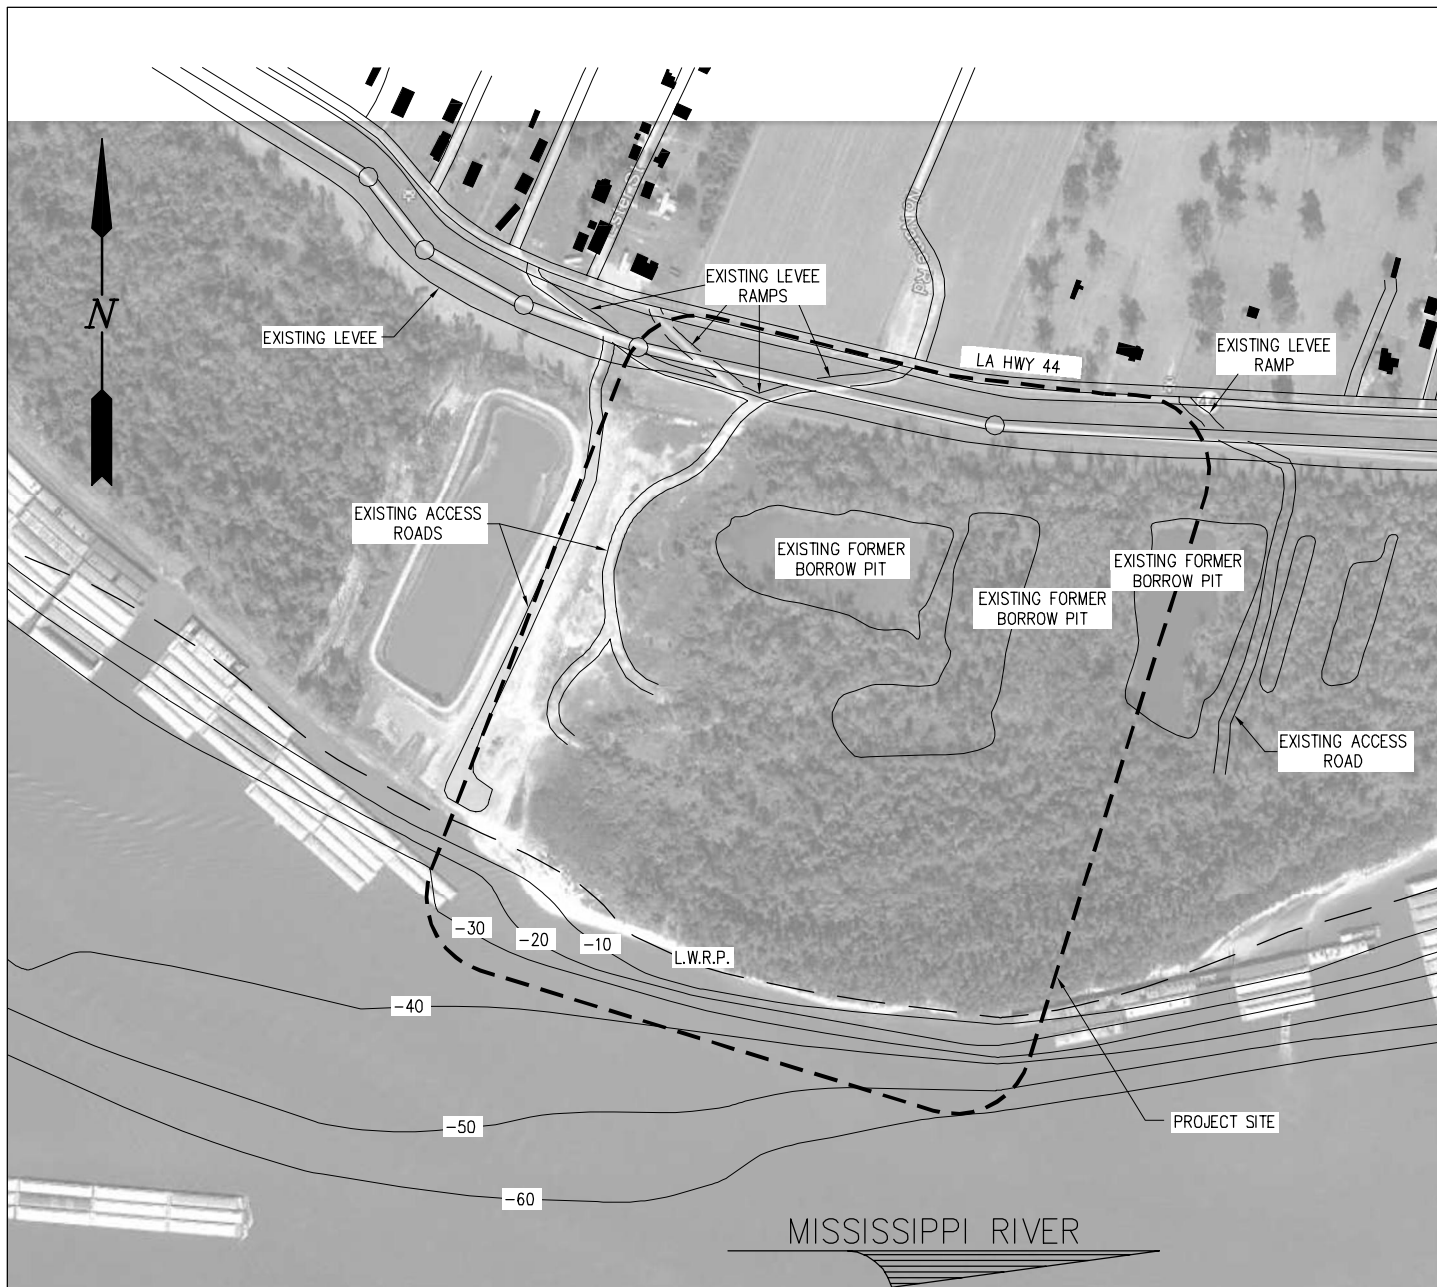 EXISTING LEVEE
RAMPS
EXISTING LEVEE
N
LA HWY 44
EXISTING LEVEE
RAMP
EXISTING ACCESS
ROADS
EXISTING FORMER
BORROW PIT
EXISTING FORMER
BORROW PIT
EXISTING FORMER
BORROW PIT
EXISTING ACCESS
ROAD
-30
-20
-10
L.W.R.P.
-40
-50
PROJECT SITE
-60
MISSISSIPPI RIVER